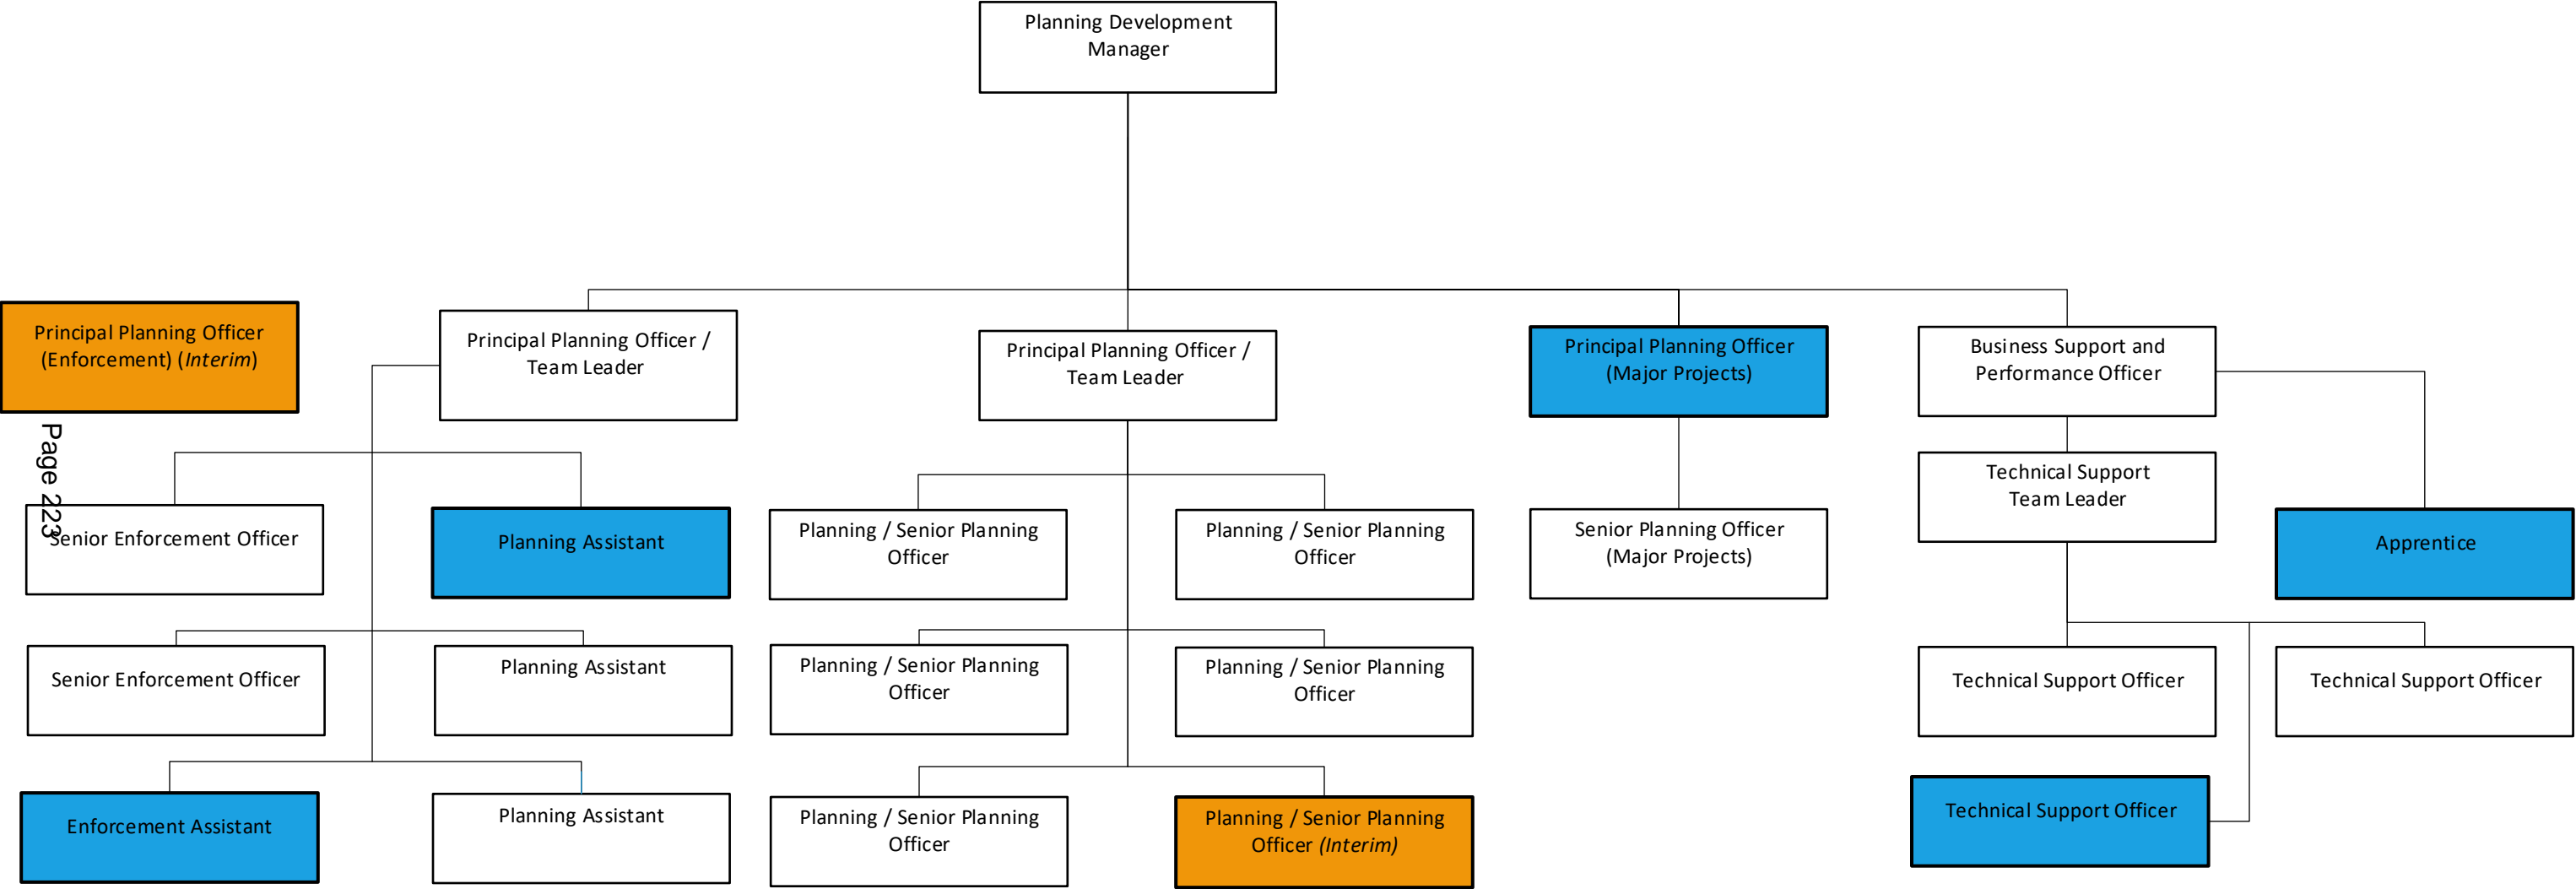 Planning Development
Manager
Principal Planning Officer
(Enforcement) (Interim)
Principal Planning Officer /
Team Leader
Principal Planning Officer /
Team Leader
Principal Planning Officer
(Major Projects)
Business Support and
Performance Officer
Page 223
Technical Support
Team Leader
Senior Enforcement Officer
Planning Assistant
Planning / Senior Planning
Officer
Planning / Senior Planning
Officer
Senior Planning Officer
(Major Projects)
Apprentice
Senior Enforcement Officer
Planning Assistant
Planning / Senior Planning
Officer
Planning / Senior Planning
Officer
Technical Support Officer
Technical Support Officer
Enforcement Assistant
Planning Assistant
Planning / Senior Planning
Officer
Planning / Senior Planning
Officer (Interim)
Technical Support Officer